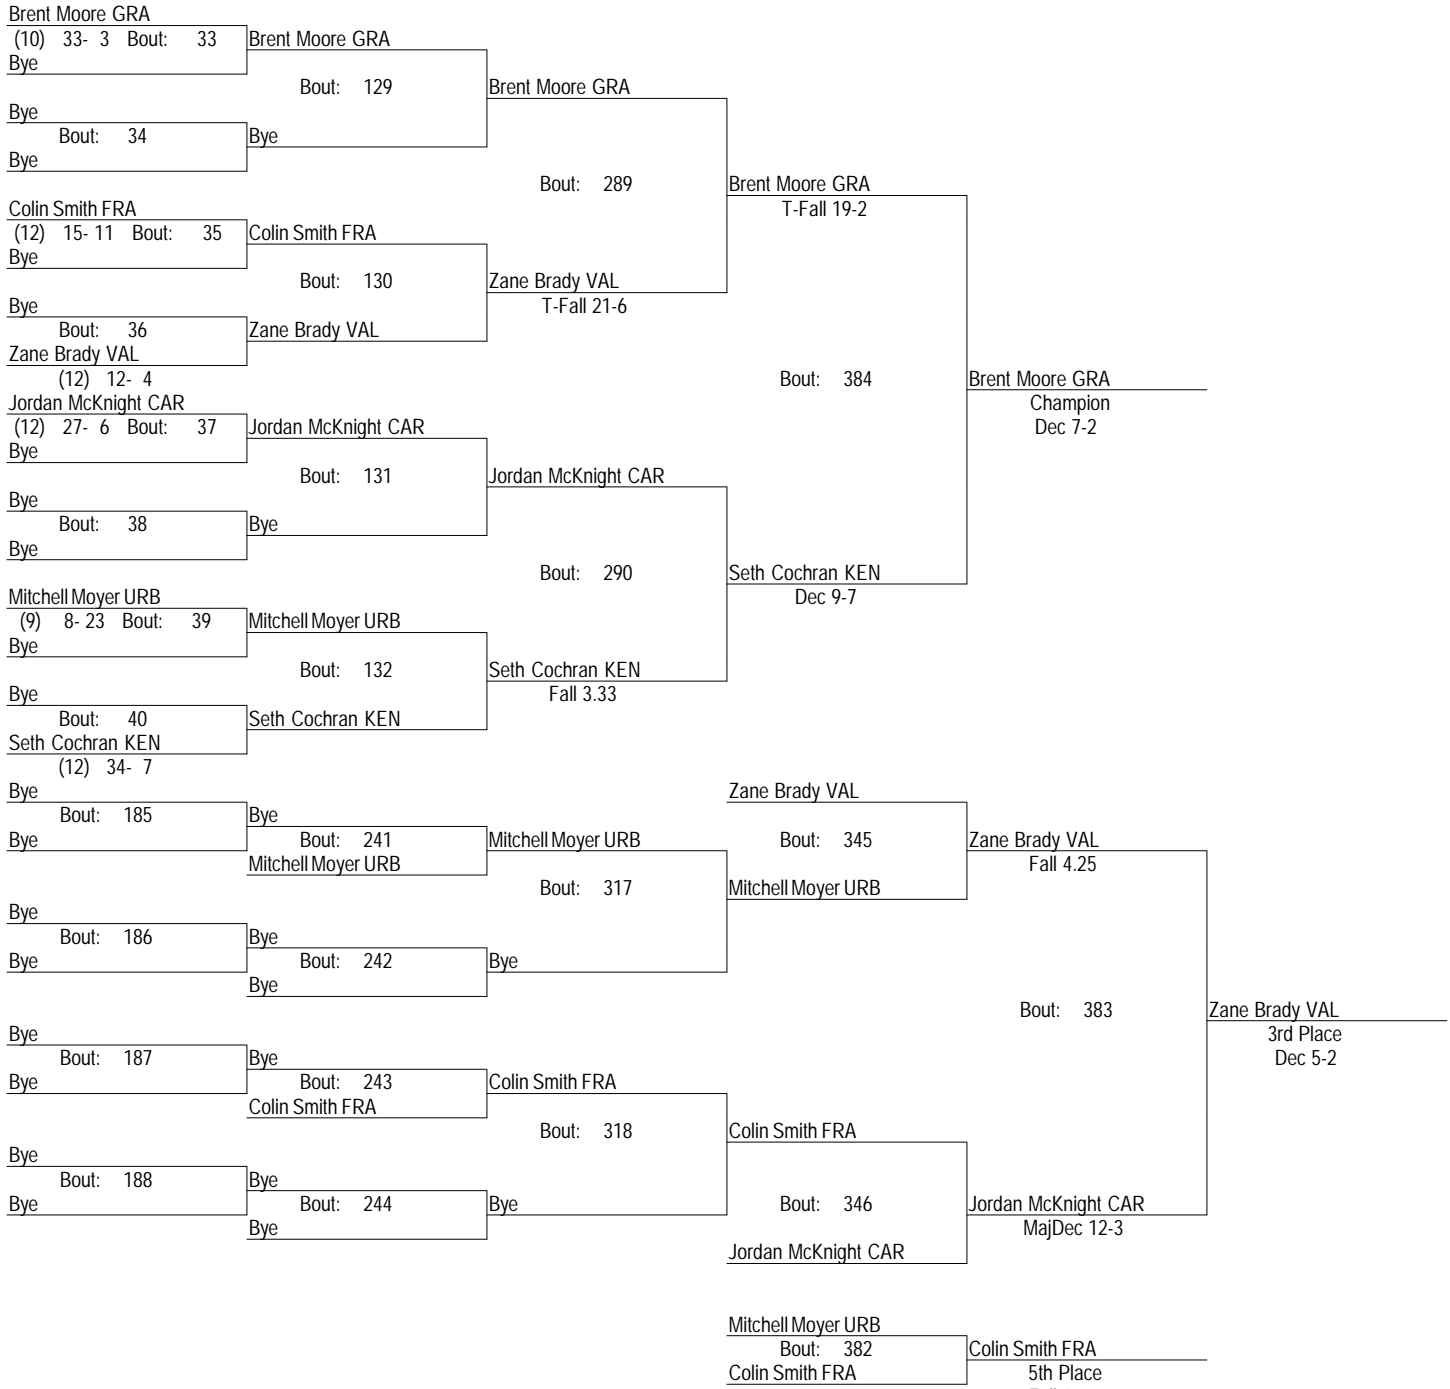 Brent Moore GRA
(10) 33- 3 Bout: 33
Bye
Brent Moore GRA
Bout: 129
Bye
Bout: 34
Bye
Bye
Brent Moore GRA
Bout: 289
Colin Smith FRA
(12) 15- 11 Bout: 35
Bye
Colin Smith FRA
Bout: 130
Bye
Bout: 36
Zane Brady VAL
(12) 12- 4
Zane Brady VAL
Zane Brady VAL
T-Fall 21-6
Brent Moore GRA
T-Fall 19-2
Bout: 384
Jordan McKnight CAR
(12) 27- 6 Bout: 37
Bye
Jordan McKnight CAR
Bout: 131
Bye
Bout: 38
Bye
Bye
Jordan McKnight CAR
Bout: 290
Mitchell Moyer URB
(9) 8- 23 Bout: 39
Bye
Mitchell Moyer URB
Bout: 132
Bye
Bout: 40
Seth Cochran KEN
(12) 34- 7
Seth Cochran KEN
Seth Cochran KEN
Fall 3.33
Seth Cochran KEN
Dec 9-7
Brent Moore GRA
Champion
Dec 7-2
Bye
Bout: 185
Bye
Bye
Bout: 241
Mitchell Moyer URB
Mitchell Moyer URB
Bout: 317
Bye
Bout: 186
Bye
Bye
Bout: 242
Bye
Bye
Zane Brady VAL
Bout: 345
Mitchell Moyer URB
Zane Brady VAL
Fall 4.25
Bout: 383
Bye
Bout: 187
Bye
Bye
Bout: 243
Colin Smith FRA
Colin Smith FRA
Bout: 318
Bye
Bout: 188
Bye
Bye
Bout: 244
Bye
Bye
Colin Smith FRA
Bout: 346
Jordan McKnight CAR
Jordan McKnight CAR
MajDec 12-3
Zane Brady VAL
3rd Place
Dec 5-2
Mitchell Moyer URB
Bout: 382
Colin Smith FRA
Colin Smith FRA
5th Place